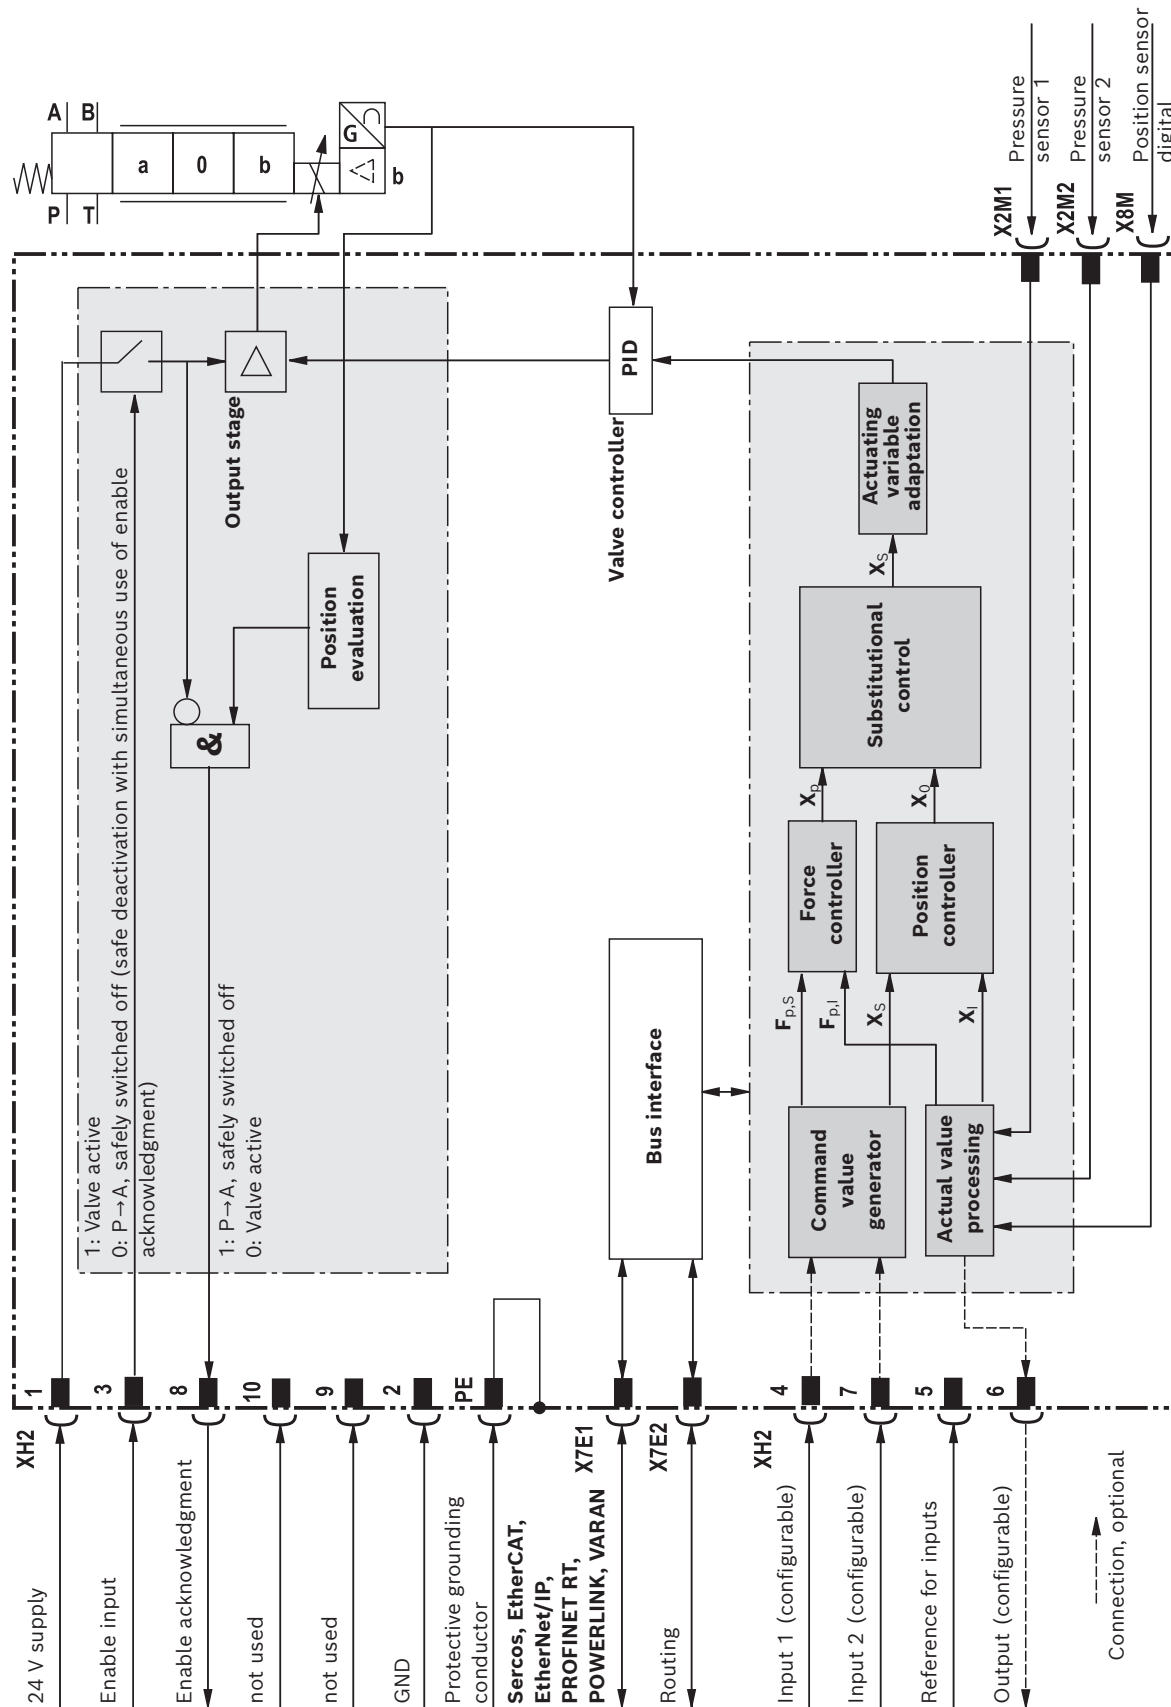 24 V supply
XH2
1
Enable input
3
Enable acknowledgment
8
not used
10
not used
9
GND
2
Protective grounding
conductor
PE
Sercos, EtherCAT,
EtherNet/IP,
PROFINET RT,
POWERLINK, VARAN
X7E1
Routing
X7E2
Input 1 (configurable)
XH2
4
Input 2 (configurable)
7
Reference for inputs
5
Output (configurable)
6
Connection, optional
1: Valve active
0: P→A, safely switched off (safe deactivation with simultaneous use of enable
acknowledgment)
1: P→A, safely switched off
0: Valve active
&
Position
evaluation
Output stage
Bus interface
Valve controller
PID
Command
value
generator
Actual value
processing
Fp,S
Fp,I
XS
XI
Force
controller
Position
controller
Xp
X0
Substitutional
control
XS
Actuating
variable
adaptation
P
T
A
B
a
0
b
G
b
X2M1
Pressure
sensor 1
X2M2
Pressure
sensor 2
X8M
Position sensor
digital